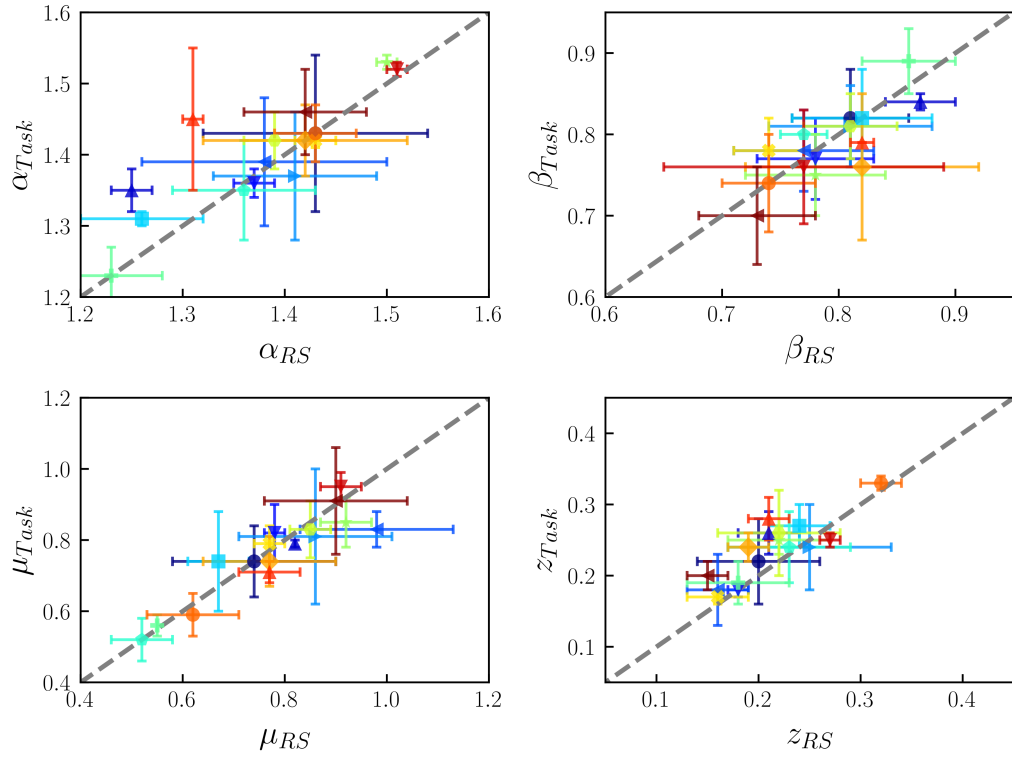 1.6
1.5
1.4
1.3
1.2
α_Task
1.2 1.3 1.4 1.5 1.6
α_RS
0.9
0.8
0.7
0.6
β_Task
0.6 0.7 0.8 0.9
β_RS
1.2
1.0
0.8
0.6
0.4
μ_Task
0.4 0.6 0.8 1.0 1.2
μ_RS
0.4
0.3
0.2
0.1
z_Task
0.1 0.2 0.3 0.4
z_RS